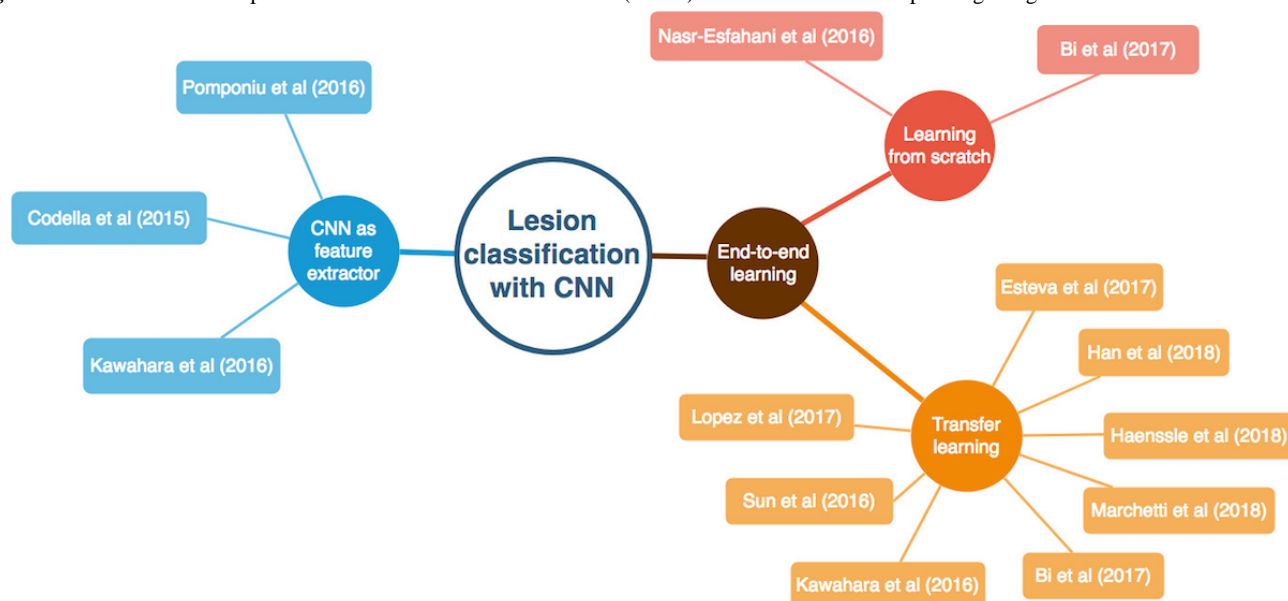 Nasr-Esfahani et al (2016)
Bi et al (2017)
Pomponiu et al (2016)
Learning
from scratch
Codella et al (2015)
CNN as
feature
extractor
Lesion
classification
with CNN
End-to-end
learning
Kawahara et al (2016)
Esteva et al (2017)
Han et al (2018)
Lopez et al (2017)
Transfer
learning
Haenssle et al (2018)
Sun et al (2016)
Marchetti et al (2018)
Kawahara et al (2016)
Bi et al (2017)